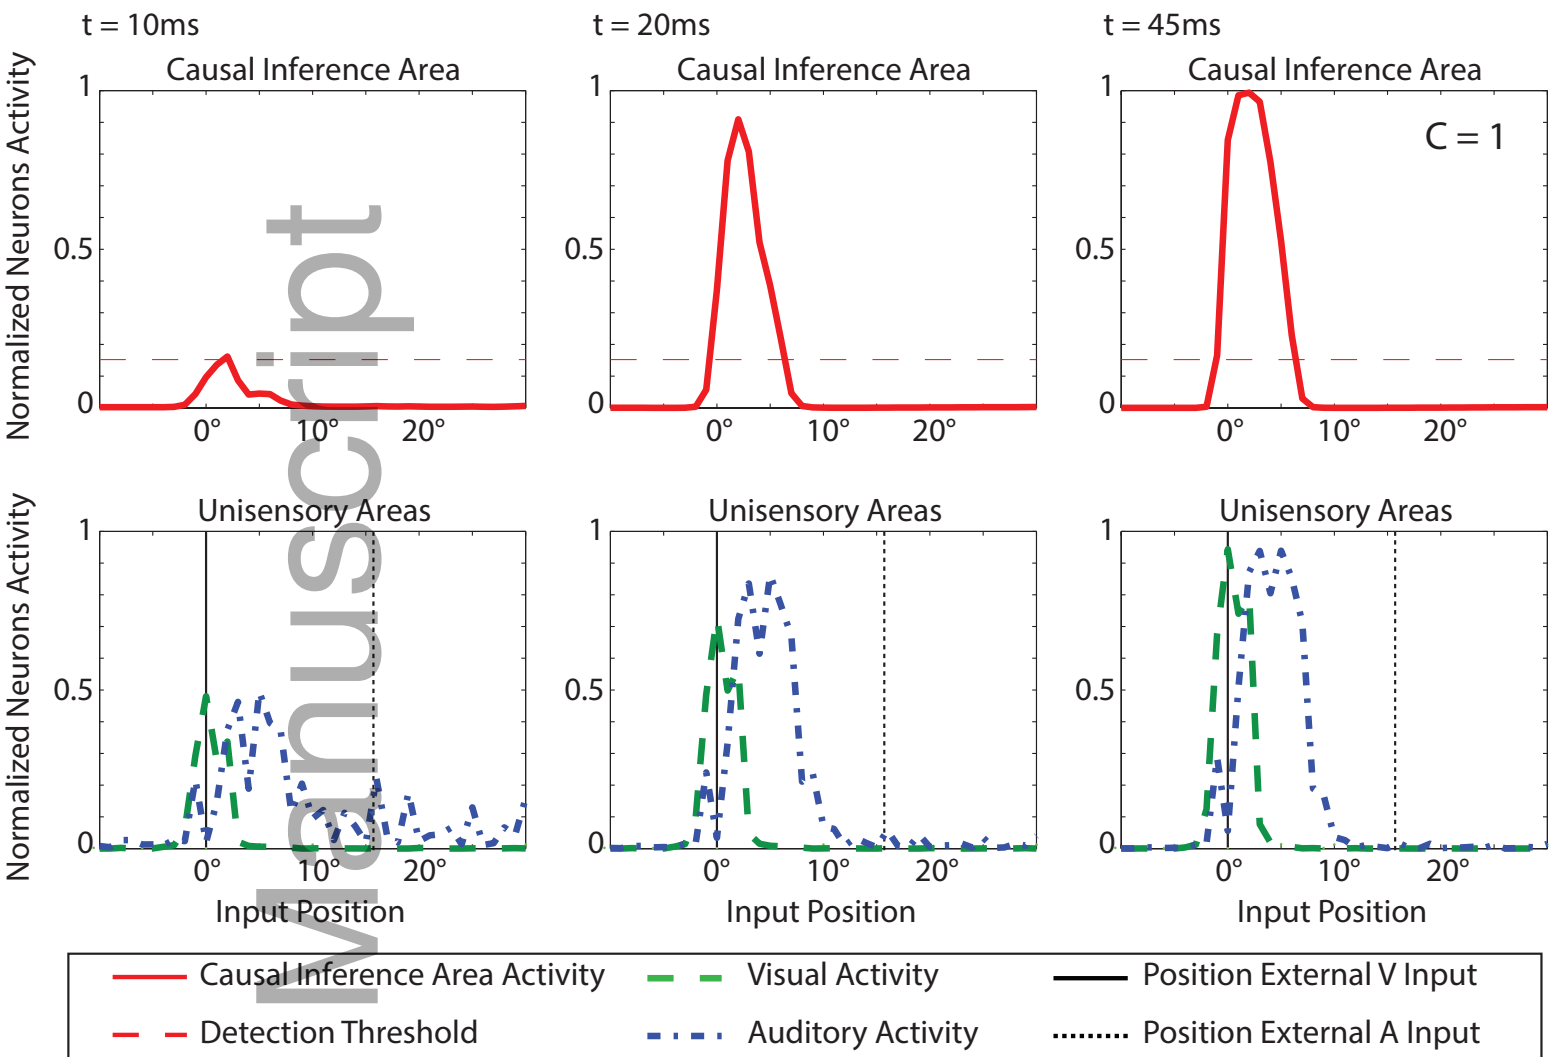 t = 10ms
t = 20ms
t = 45ms
Causal Inference Area
Causal Inference Area
Causal Inference Area
Normalized Neurons Activity
1
0.5
0
0°
10°
20°
1
0.5
0
0°
10°
20°
1
0.5
0
0°
10°
20°
C = 1
Unisensory Areas
Unisensory Areas
Unisensory Areas
Normalized Neurons Activity
1
0.5
0
0°
10°
20°
1
0.5
0
0°
10°
20°
1
0.5
0
0°
10°
20°
Input Position
Input Position
Input Position
Causal Inference Area Activity
Visual Activity
Position External V Input
Detection Threshold
Auditory Activity
Position External A Input
Manuscript